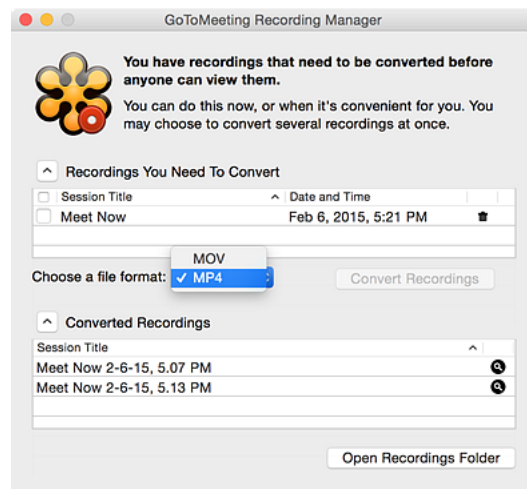 GoToMeeting Recording Manager
You have recordings that need to be converted before
anyone can view them.
You can do this now, or when it's convenient for you. You
may choose to convert several recordings at once.
Recordings You Need To Convert
Session Title Date and Time
Meet Now Feb 6, 2015, 5:21 PM
MOV
Choose a file format: ✓ MP4 Convert Recordings
Converted Recordings
Session Title
Meet Now 2-6-15, 5.07 PM
Meet Now 2-6-15, 5.13 PM
Open Recordings Folder